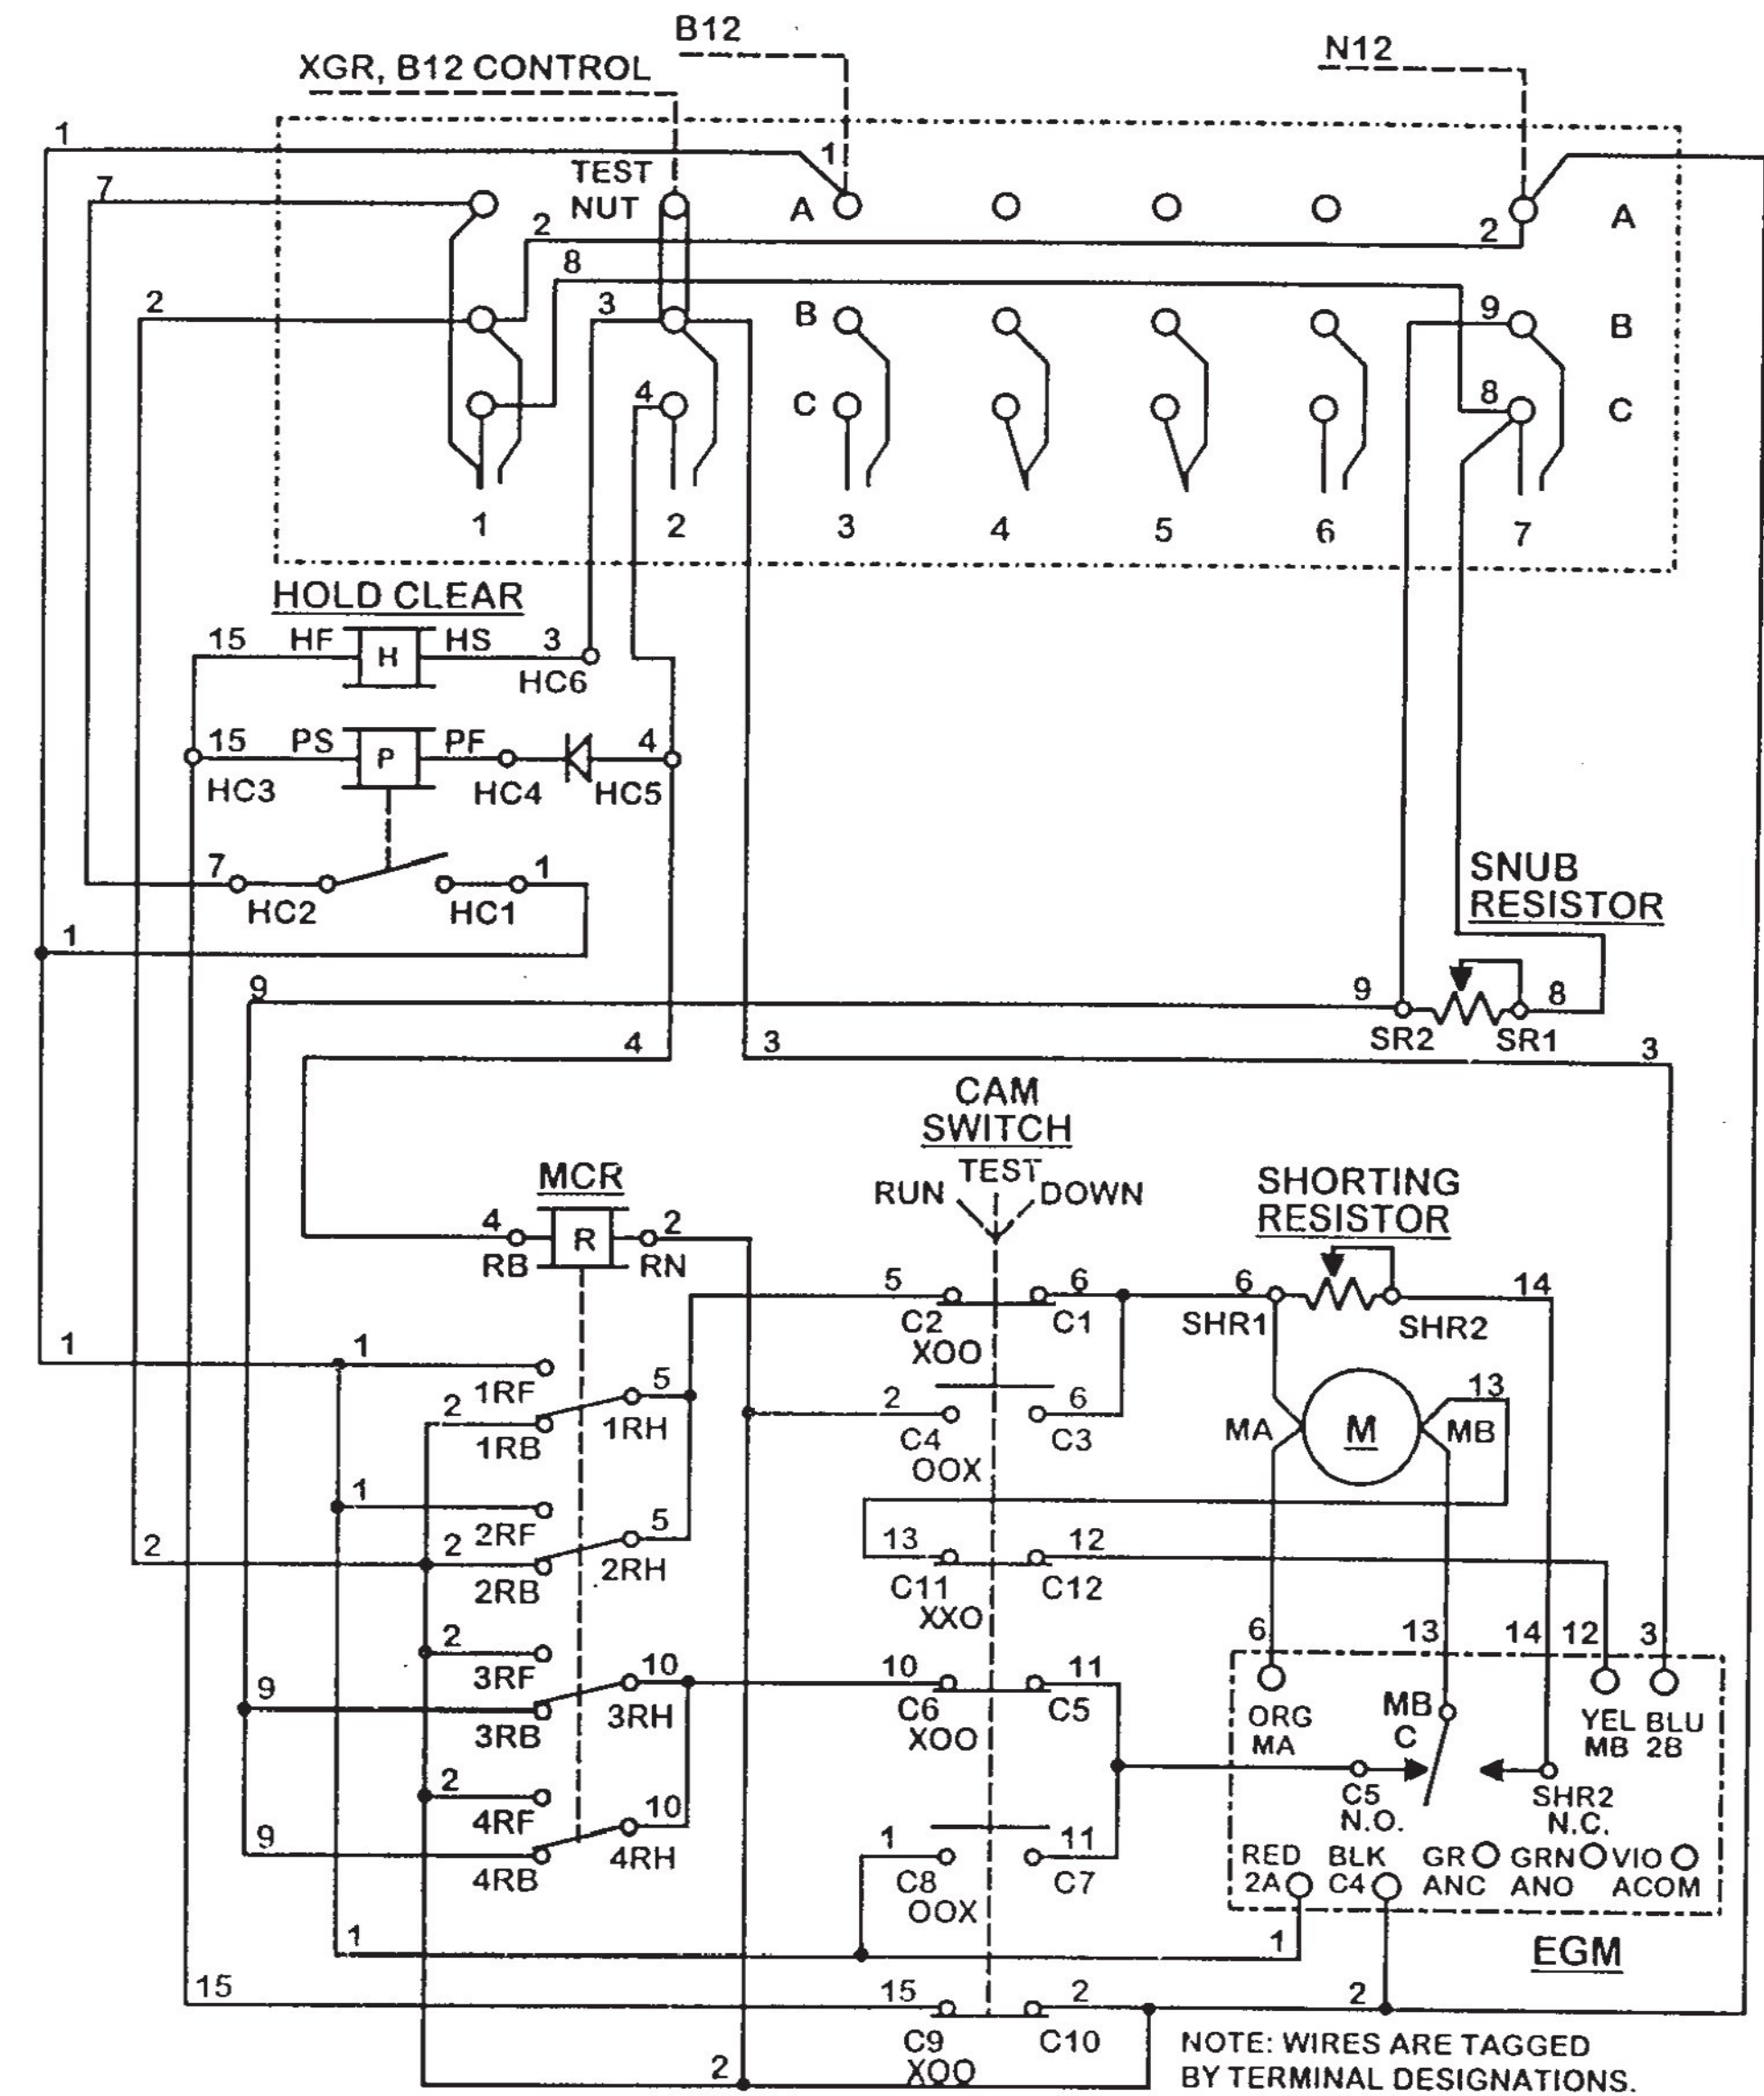 B12
N12
XGR, B12 CONTROL
1
1
TEST
NUT
A
A
7
2
2
8
2
3
B
9
B
4
C
8
C
1
2
3
4
5
6
7
HOLD CLEAR
15 HF H HS 3
HC6
15 PS P PF 4
HC3 HC4 HC5
7 1
HC2 HC1
SNUB
RESISTOR
1
9
9 8
SR2 SR1
4 3 3
CAM
SWITCH
TEST
RUN DOWN
MCR
SHORTING
RESISTOR
4 R 2
RB RN
5 6 6 14
C2 C1 SHR1 SHR2
XOO
1 1
1RF 5
2 1RH
1RB
2 6
C4 C3
OOX
13
MA M MB
1
2RF 5
2 2 2RH
2RB
13 12
C11 C12
XXO
2
3RF 10
9 3RH
3RB
10 11
C6 C5
XOO
6 13 14 12 3
ORG
MA
MB
C
YEL BLU
MB 2B
C5
N.O.
SHR2
N.C.
2
4RF 10
9 4RH
4RB
1 11
C8 C7
OOX
RED BLK GR GRN VIO
2A C4 ANC ANO ACOM
1 1
EGM
15 15 2 2
C9 C10
XOO
2
NOTE: WIRES ARE TAGGED
BY TERMINAL DESIGNATIONS.